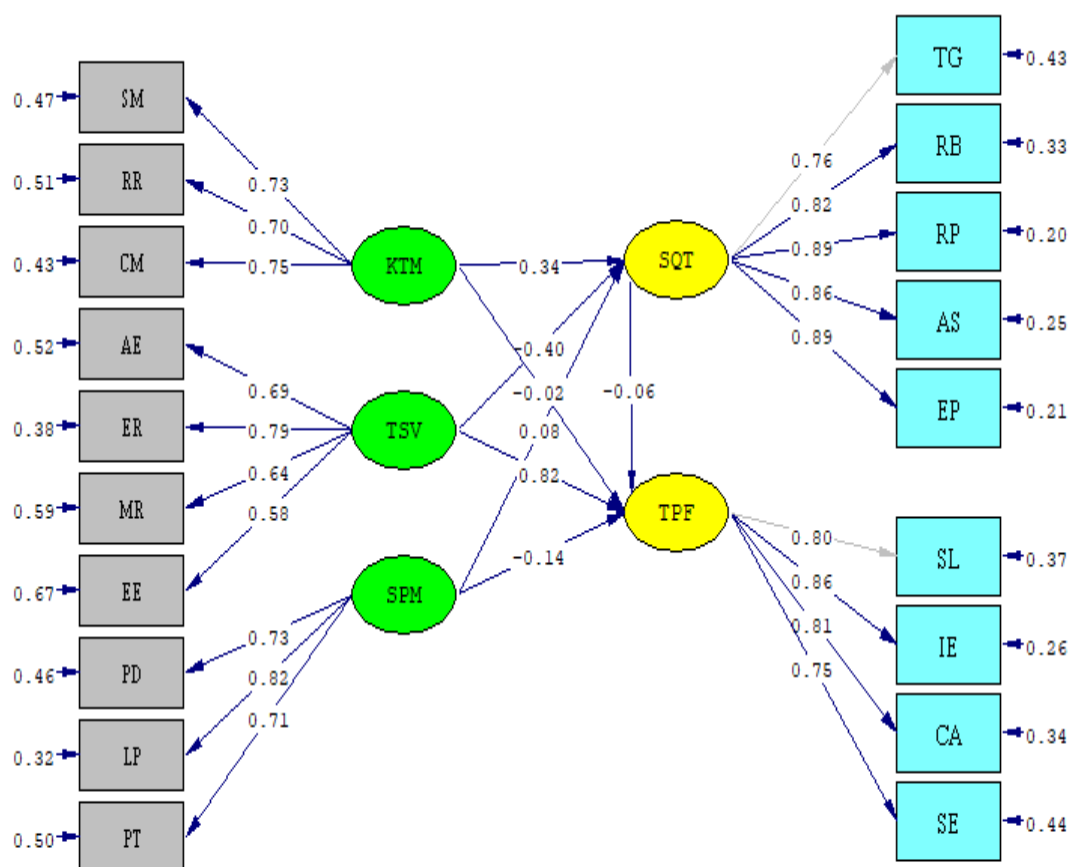 0.47 SM
0.51 RR
0.43 CM
0.52 AE
0.38 ER
0.59 MR
0.67 EE
0.46 PD
0.32 LP
0.50 PT
0.73
0.70
0.75
0.69
0.79
0.64
0.58
0.73
0.82
0.71
KTM
TSV
SPM
0.34
-0.40
-0.02
0.08
0.82
-0.14
-0.06
SQT
TPF
0.76
0.82
0.89
0.86
0.89
0.80
0.86
0.81
0.75
TG 0.43
RB 0.33
RP 0.20
AS 0.25
EP 0.21
SL 0.37
IE 0.26
CA 0.34
SE 0.44